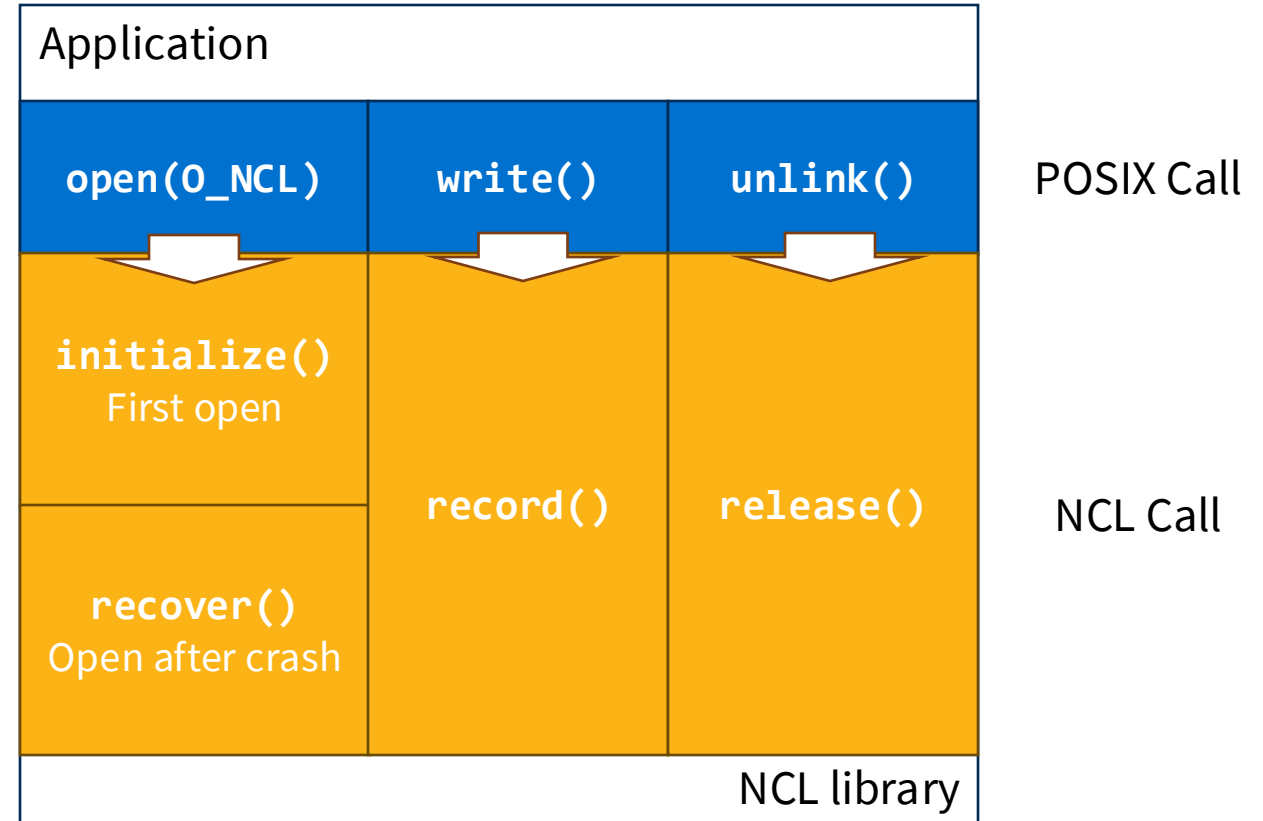 Application
open(O_NCL)
write()
unlink()
POSIX Call
initialize()
First open
record()
release()
NCL Call
recover()
Open after crash
NCL library